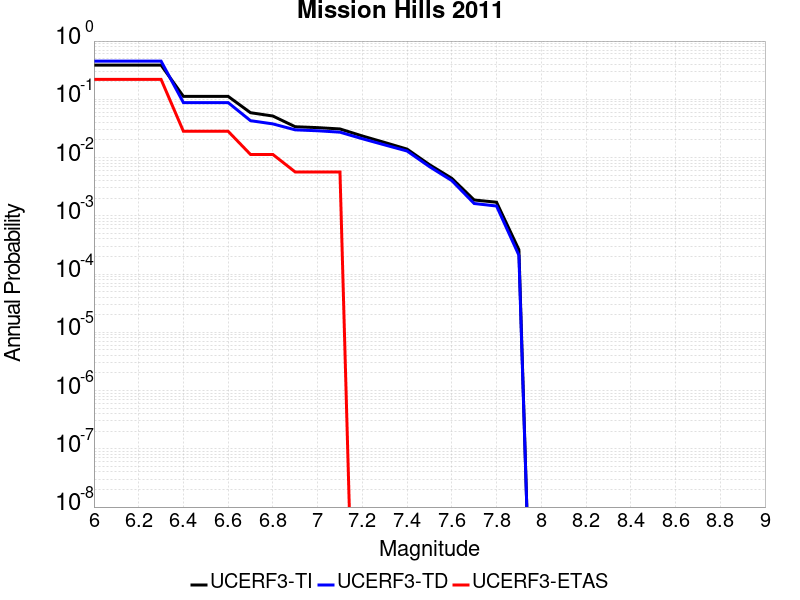 Mission Hills 2011
Annual Probability
10^0
10^-1
10^-2
10^-3
10^-4
10^-5
10^-6
10^-7
10^-8
6 6.2 6.4 6.6 6.8 7 7.2 7.4 7.6 7.8 8 8.2 8.4 8.6 8.8 9
Magnitude
UCERF3-TI UCERF3-TD UCERF3-ETAS